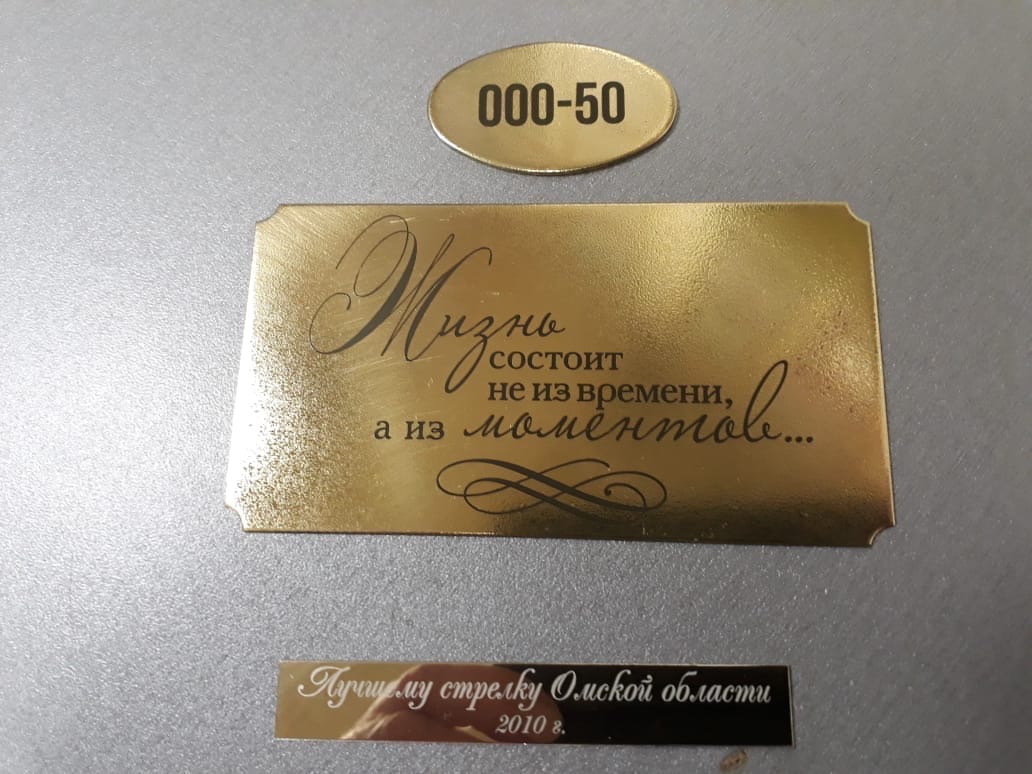 000-50
Жизнь
состоит
не из времени,
а из моментов...
Лучшему стрелку Омской области
2010 г.